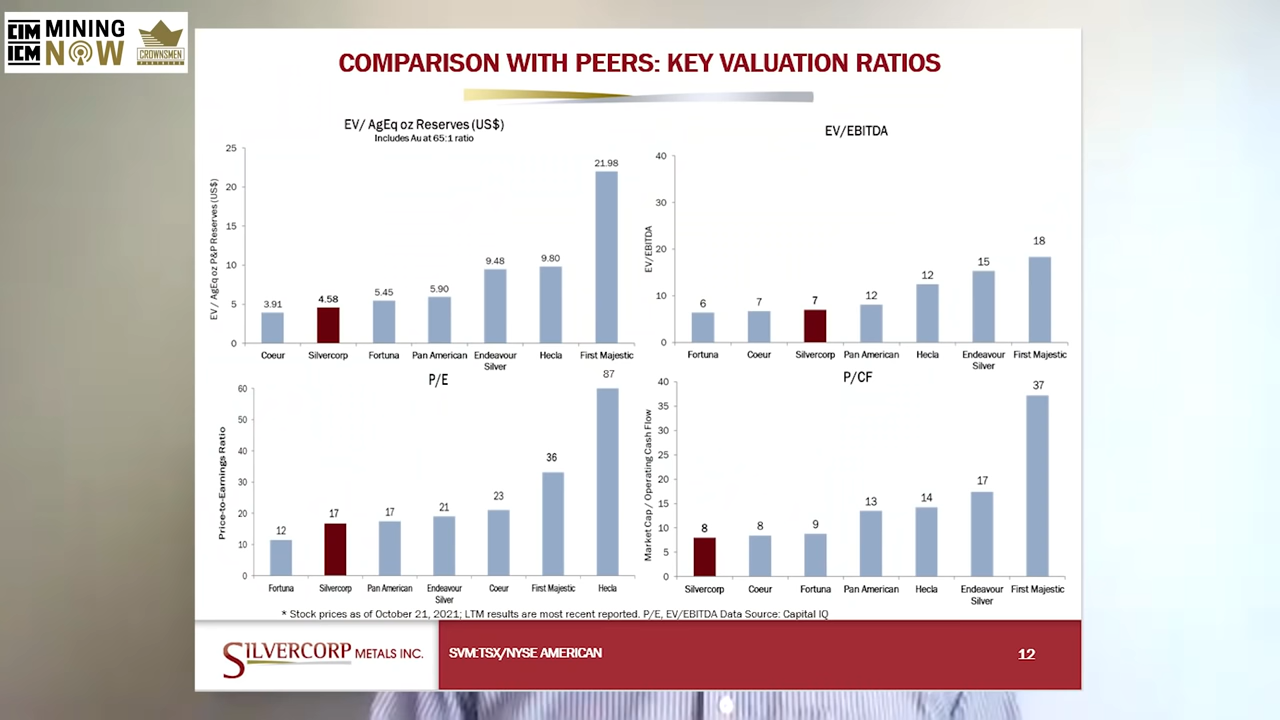 CIM
ICM
MINING
NOW
CROWNSMEN
PARTNERS
COMPARISON WITH PEERS: KEY VALUATION RATIOS
EV/ AgEq oz Reserves (US$)
Includes Au at 65:1 ratio
EV / AgEq oz P&P Reserves (US$)
25
20
15
10
5
0
3.91
4.58
5.45
5.90
9.48
9.80
21.98
Coeur
Silvercorp
Fortuna
Pan American
Endeavour
Silver
Hecla
First Majestic
EV/EBITDA
EV/EBITDA
40
30
20
10
0
6
7
7
12
12
15
18
Fortuna
Coeur
Silvercorp
Pan American
Hecla
Endeavour
Silver
First Majestic
P/E
Price-to-Earnings Ratio
60
50
40
30
20
10
0
12
17
17
21
23
36
87
Fortuna
Silvercorp
Pan American
Endeavour
Silver
Coeur
First Majestic
Hecla
P/CF
Market Cap / Operating Cash Flow
40
35
30
25
20
15
10
5
0
8
8
9
13
14
17
37
Silvercorp
Coeur
Fortuna
Pan American
Hecla
Endeavour
Silver
First Majestic
* Stock prices as of October 21, 2021; LTM results are most recent reported. P/E, EV/EBITDA Data Source: Capital IQ
SILVERCORP METALS INC.
SVM:TSX/NYSE AMERICAN
12